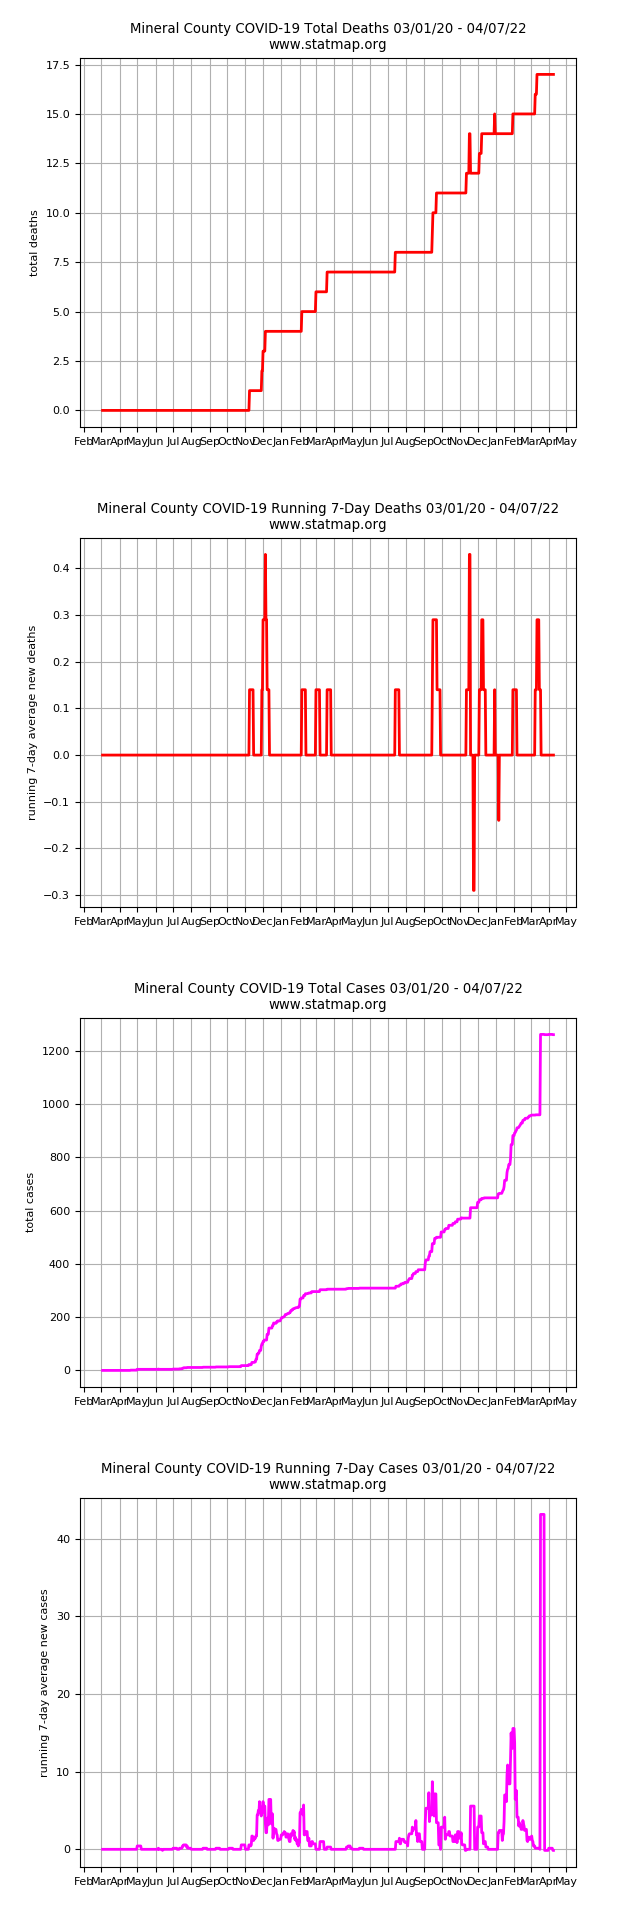 Mineral County COVID-19 Total Deaths 03/01/20 - 04/07/22
www.statmap.org
17.5
15.0
12.5
10.0
7.5
5.0
2.5
0.0
total deaths
Feb Mar Apr May Jun Jul Aug Sep Oct Nov Dec Jan Feb Mar Apr May Jun Jul Aug Sep Oct Nov Dec Jan Feb Mar Apr May
Mineral County COVID-19 Running 7-Day Deaths 03/01/20 - 04/07/22
www.statmap.org
0.4
0.3
0.2
0.1
0.0
−0.1
−0.2
−0.3
running 7-day average new deaths
Feb Mar Apr May Jun Jul Aug Sep Oct Nov Dec Jan Feb Mar Apr May Jun Jul Aug Sep Oct Nov Dec Jan Feb Mar Apr May
Mineral County COVID-19 Total Cases 03/01/20 - 04/07/22
www.statmap.org
1200
1000
800
600
400
200
0
total cases
Feb Mar Apr May Jun Jul Aug Sep Oct Nov Dec Jan Feb Mar Apr May Jun Jul Aug Sep Oct Nov Dec Jan Feb Mar Apr May
Mineral County COVID-19 Running 7-Day Cases 03/01/20 - 04/07/22
www.statmap.org
40
30
20
10
0
running 7-day average new cases
Feb Mar Apr May Jun Jul Aug Sep Oct Nov Dec Jan Feb Mar Apr May Jun Jul Aug Sep Oct Nov Dec Jan Feb Mar Apr May